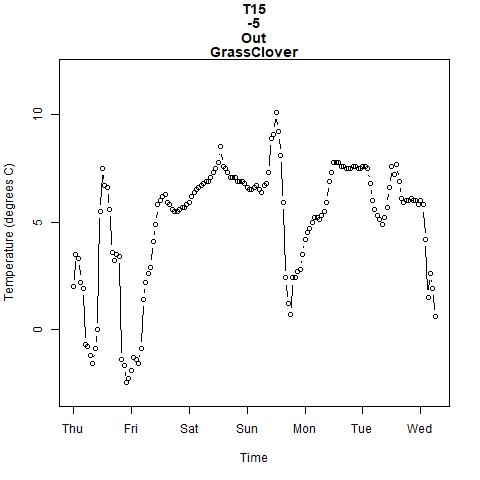 T15
-5
Out
GrassClover
Temperature (degrees C)
10
5
0
Thu Fri Sat Sun Mon Tue Wed
Time